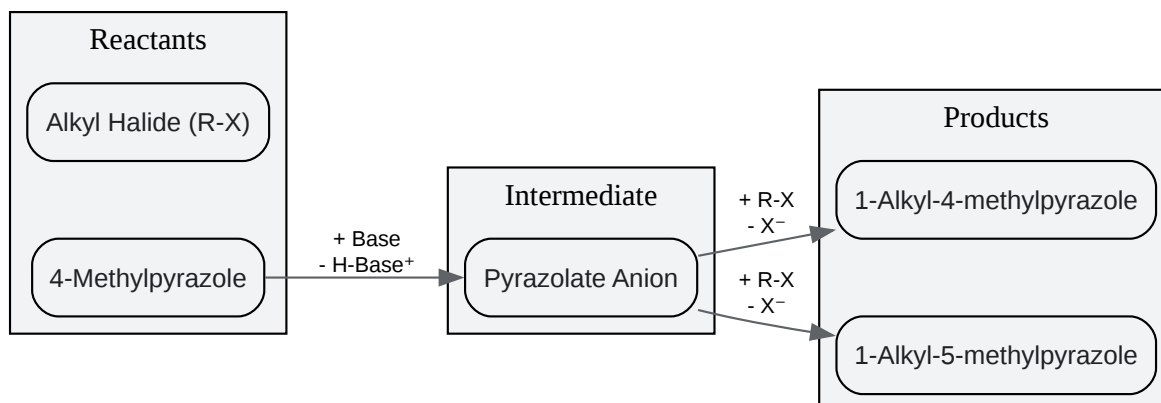 Reactants
Alkyl Halide (R-X)
4-Methylpyrazole
+ Base
- H-Base⁺
Intermediate
Pyrazolate Anion
+ R-X
- X⁻
+ R-X
- X⁻
Products
1-Alkyl-4-methylpyrazole
1-Alkyl-5-methylpyrazole